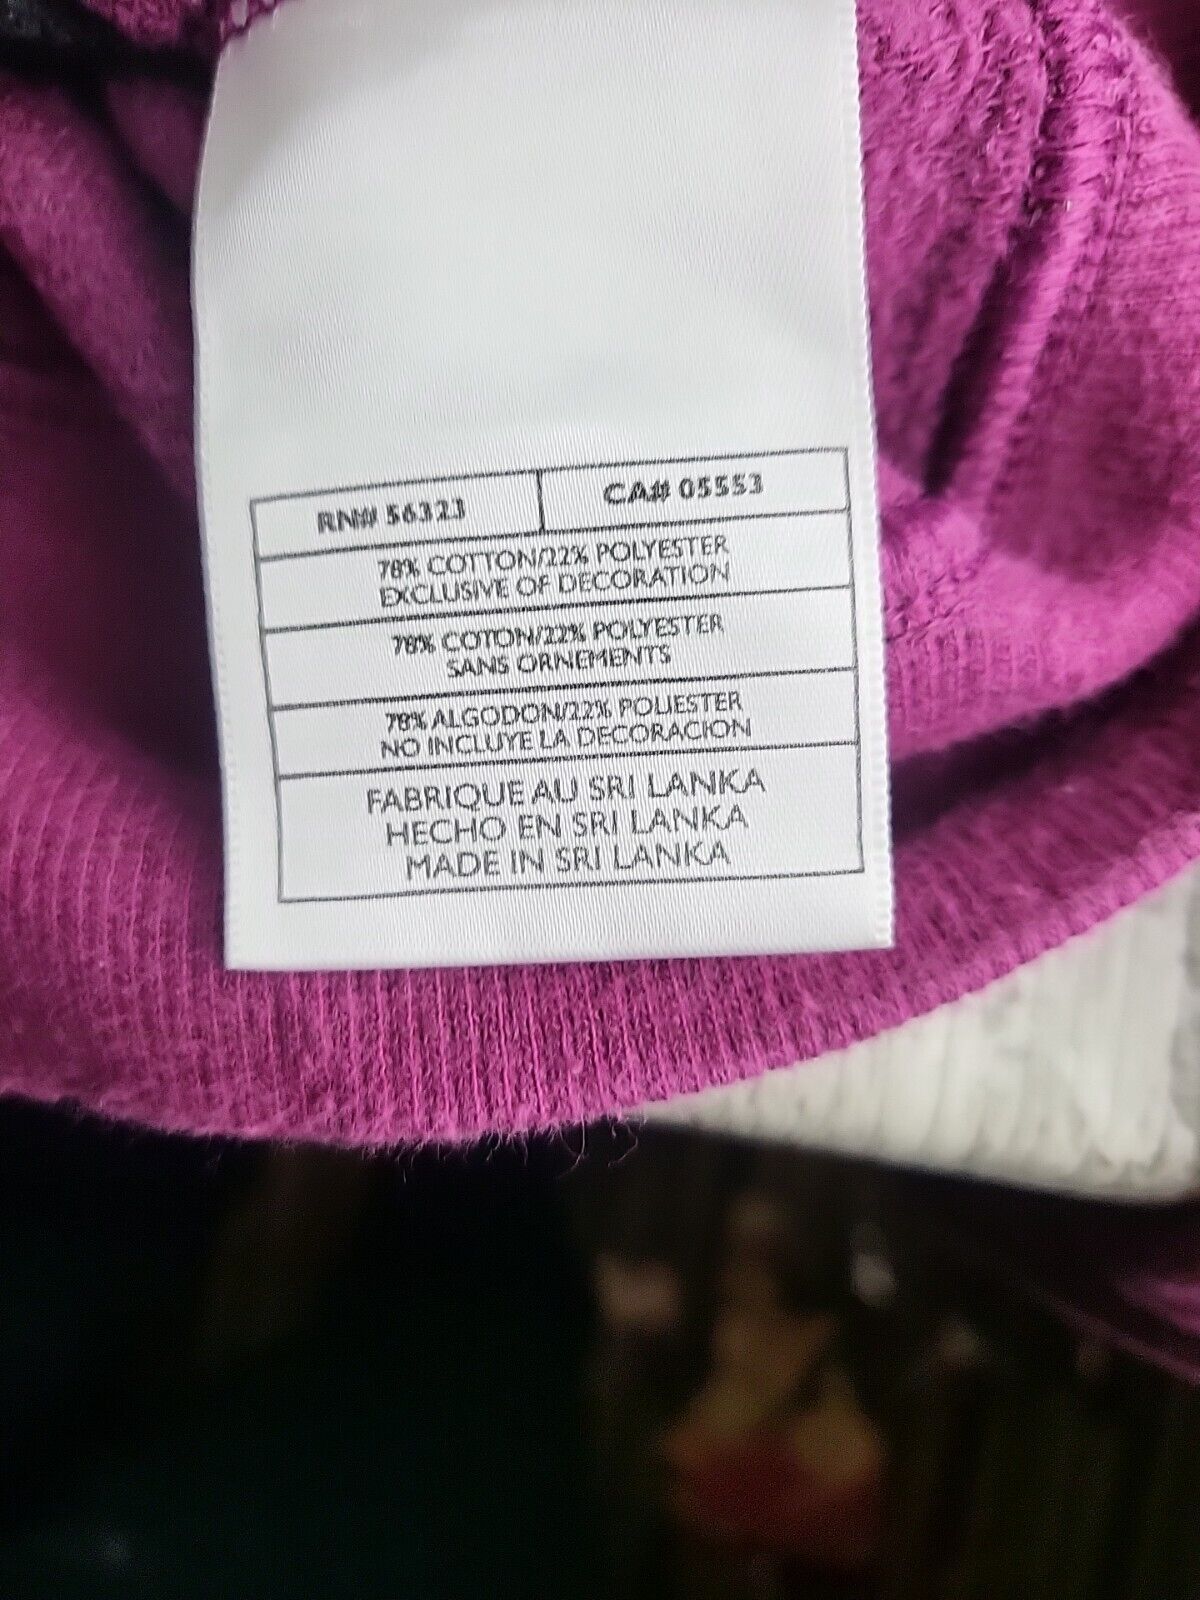 RN# 56323 CA# 05553
78% COTTON/22% POLYESTER
EXCLUSIVE OF DECORATION
78% COTON/22% POLYESTER
SANS ORNEMENTS
78% ALGODON/22% POLIESTER
NO INCLUYE LA DECORACION
FABRIQUE AU SRI LANKA
HECHO EN SRI LANKA
MADE IN SRI LANKA